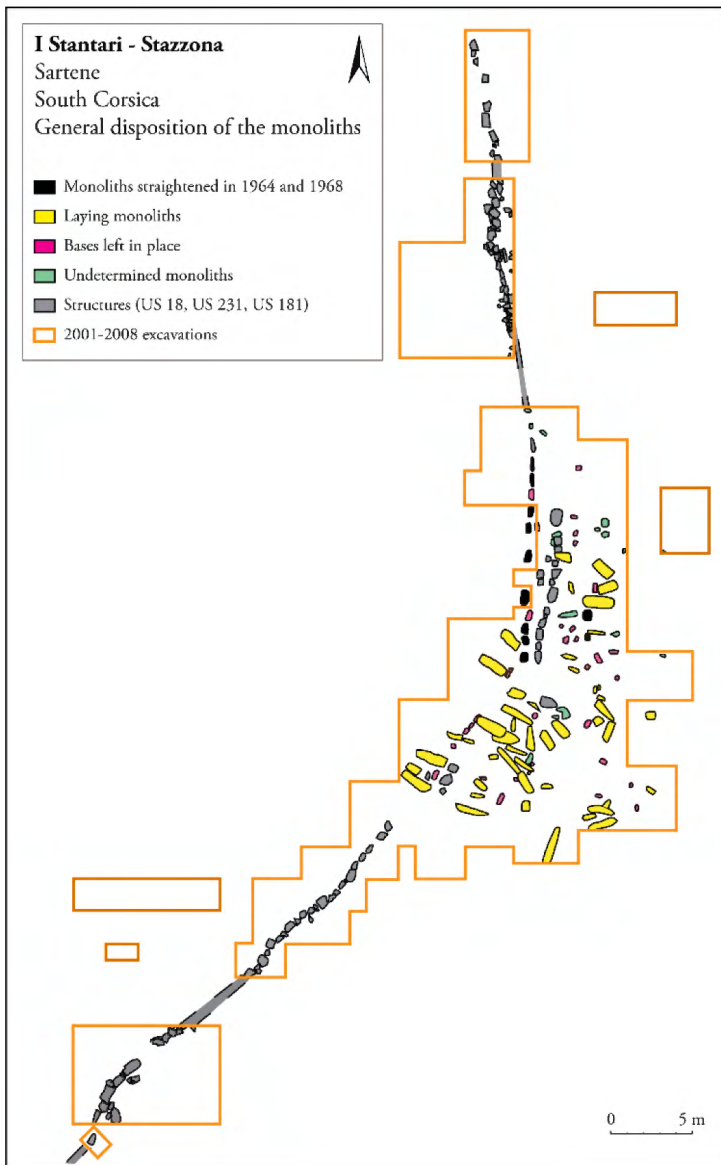 I Stantari - Stazzona
Sartene
South Corsica
General disposition of the monoliths
Monoliths straightened in 1964 and 1968
Laying monoliths
Bases left in place
Undetermined monoliths
Structures (US 18, US 231, US 181)
2001-2008 excavations
0 5 m